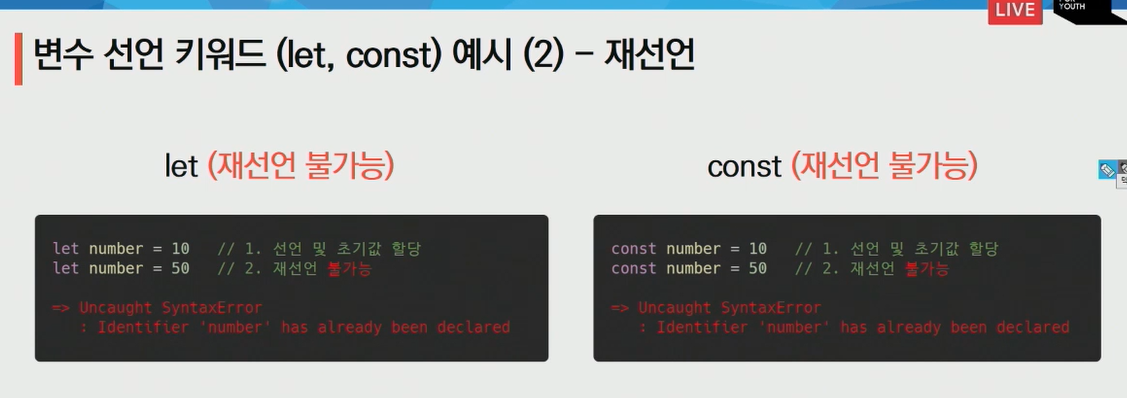 LIVE
YOUTH
변수 선언 키워드 (let, const) 예시 (2) - 재선언
let (재선언 불가능)
let number = 10 // 1. 선언 및 초기값 할당
let number = 50 // 2. 재선언 불가능
=> Uncaught SyntaxError
: Identifier 'number' has already been declared
const (재선언 불가능)
const number = 10 // 1. 선언 및 초기값 할당
const number = 50 // 2. 재선언 불가능
=> Uncaught SyntaxError
: Identifier 'number' has already been declared